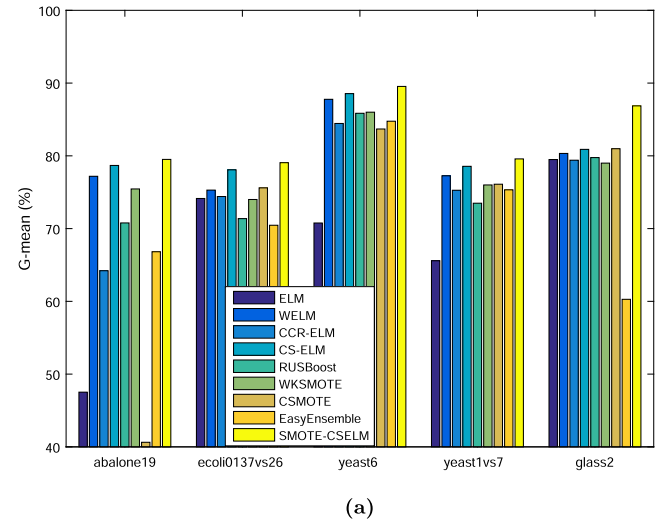 100
90
80
70
60
50
40
G-mean (%)
ELM
WELM
CCR-ELM
CS-ELM
RUSBoost
WKSMOTE
CSMOTE
EasyEnsemble
SMOTE-CSELM
abalone19 ecoli0137vs26 yeast6 yeast1vs7 glass2
(a)